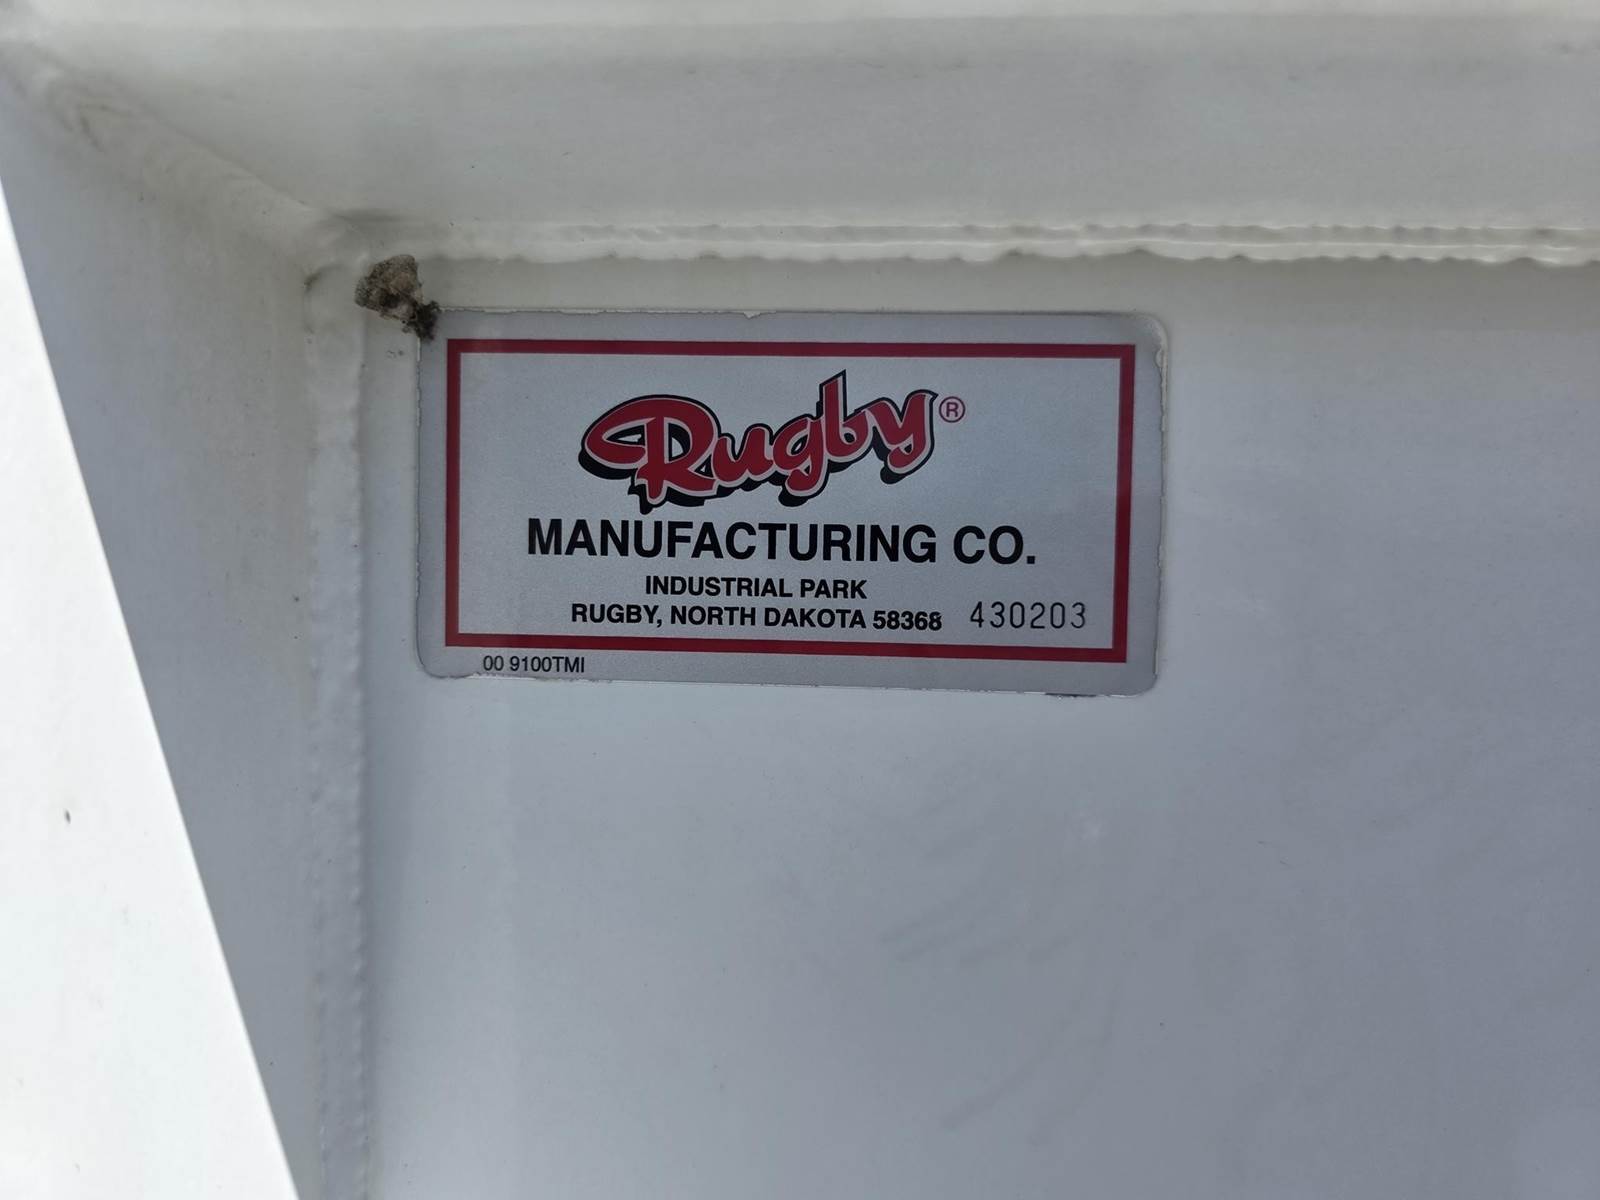 Rugby®
MANUFACTURING CO.
INDUSTRIAL PARK
RUGBY, NORTH DAKOTA 58368 430203
00 9100TMI